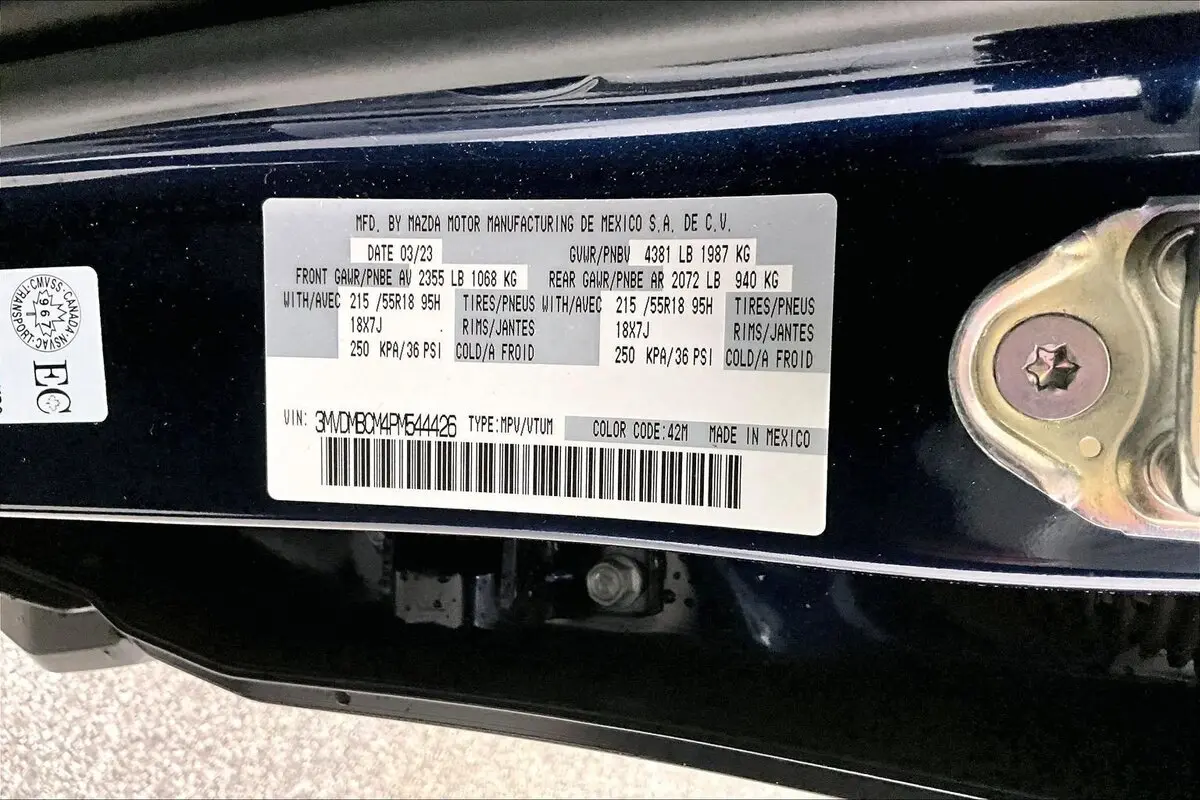 MFD. BY MAZDA MOTOR MANUFACTURING DE MEXICO S.A. DE C.V.
DATE 03/23 GVWR/PNBV 4381 LB 1987 KG
FRONT GAWR/PNBE AV 2355 LB 1068 KG REAR GAWR/PNBE AR 2072 LB 940 KG
WITH/AVEC 215 /55R18 95H TIRES/PNEUS WITH/AVEC 215 /55R18 95H TIRES/PNEUS
18X7J RIMS/JANTES 18X7J RIMS/JANTES
250 KPA/36 PSI COLD/A FROID 250 KPA/36 PSI COLD/A FROID
VIN: 3MVDMBCM4PM544426 TYPE:MPV/VTUM COLOR CODE:42M MADE IN MEXICO
CANADA·NSVAC·TRANSPORT·CMVSS·
EC